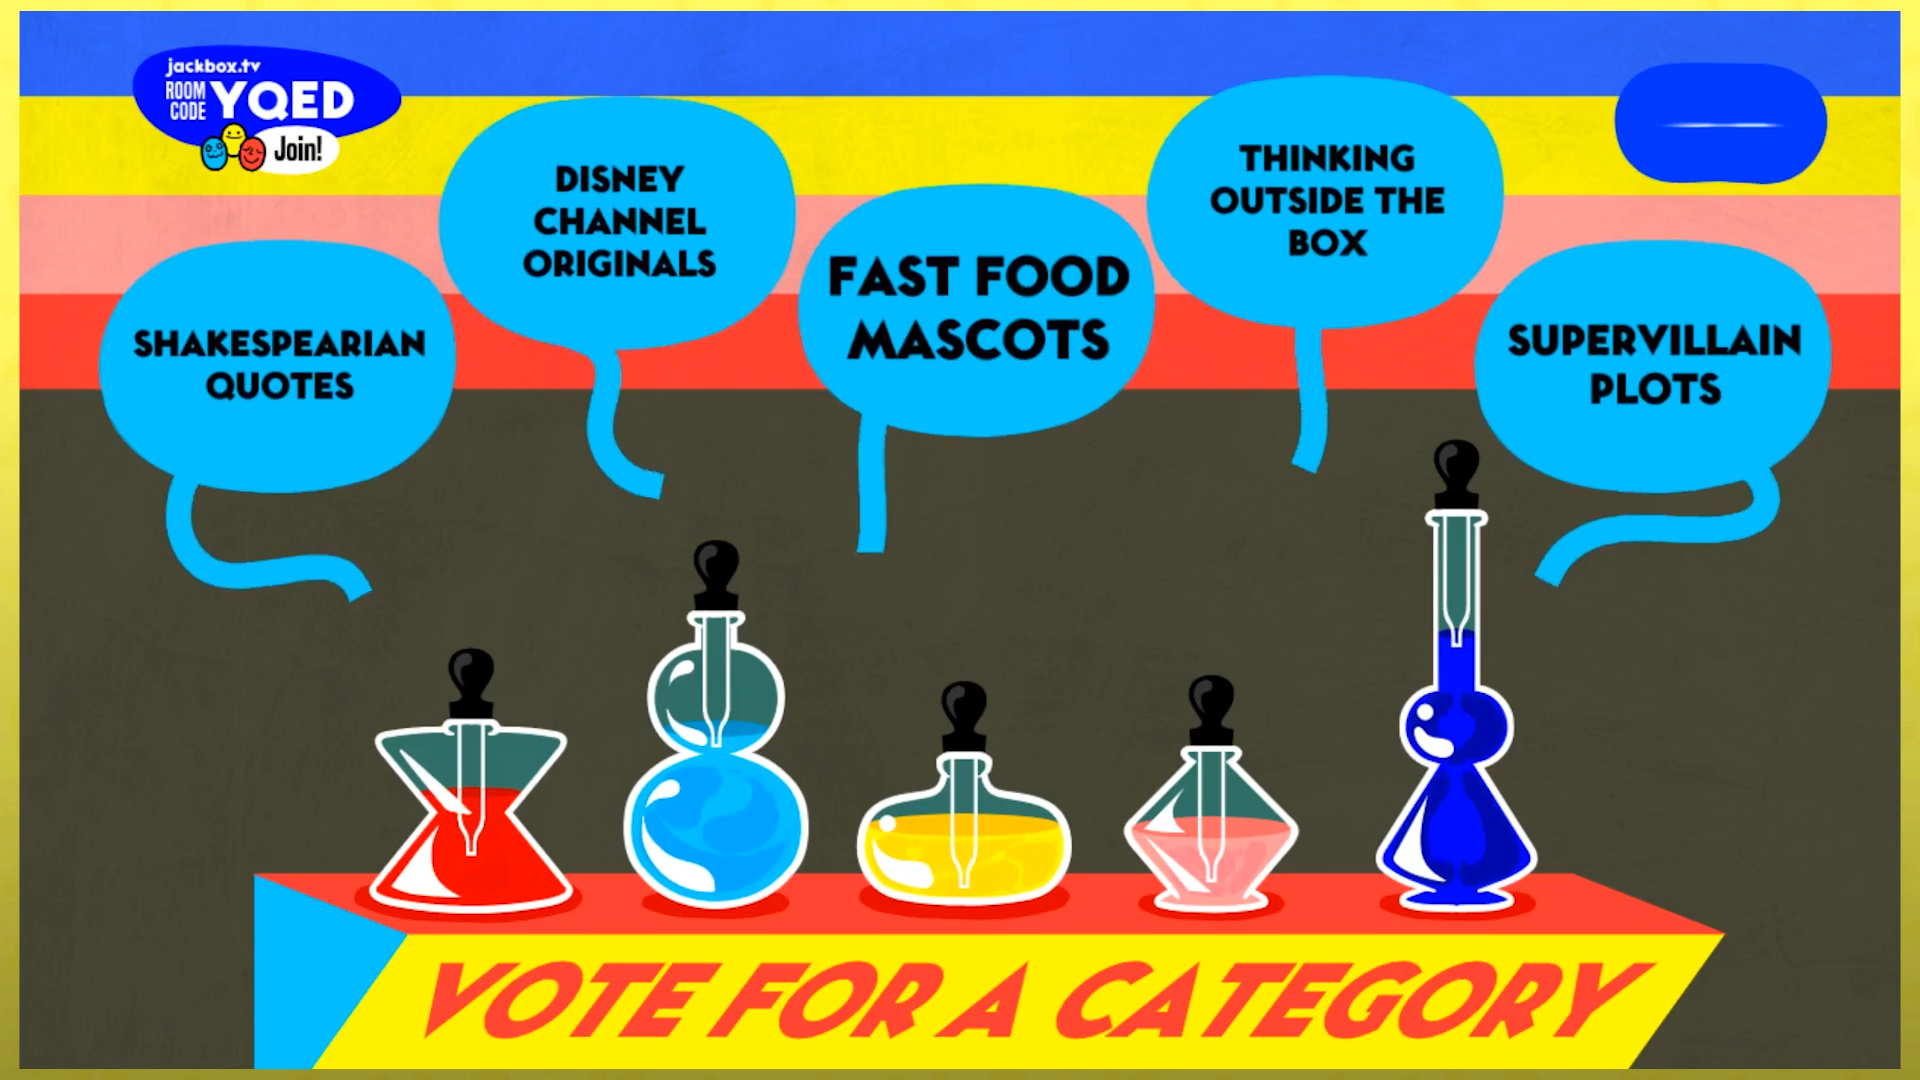 jackbox.tv
ROOM
CODE
YQED
Join!
SHAKESPEARIAN
QUOTES
DISNEY
CHANNEL
ORIGINALS
FAST FOOD
MASCOTS
THINKING
OUTSIDE THE
BOX
SUPERVILLAIN
PLOTS
VOTE FOR A CATEGORY